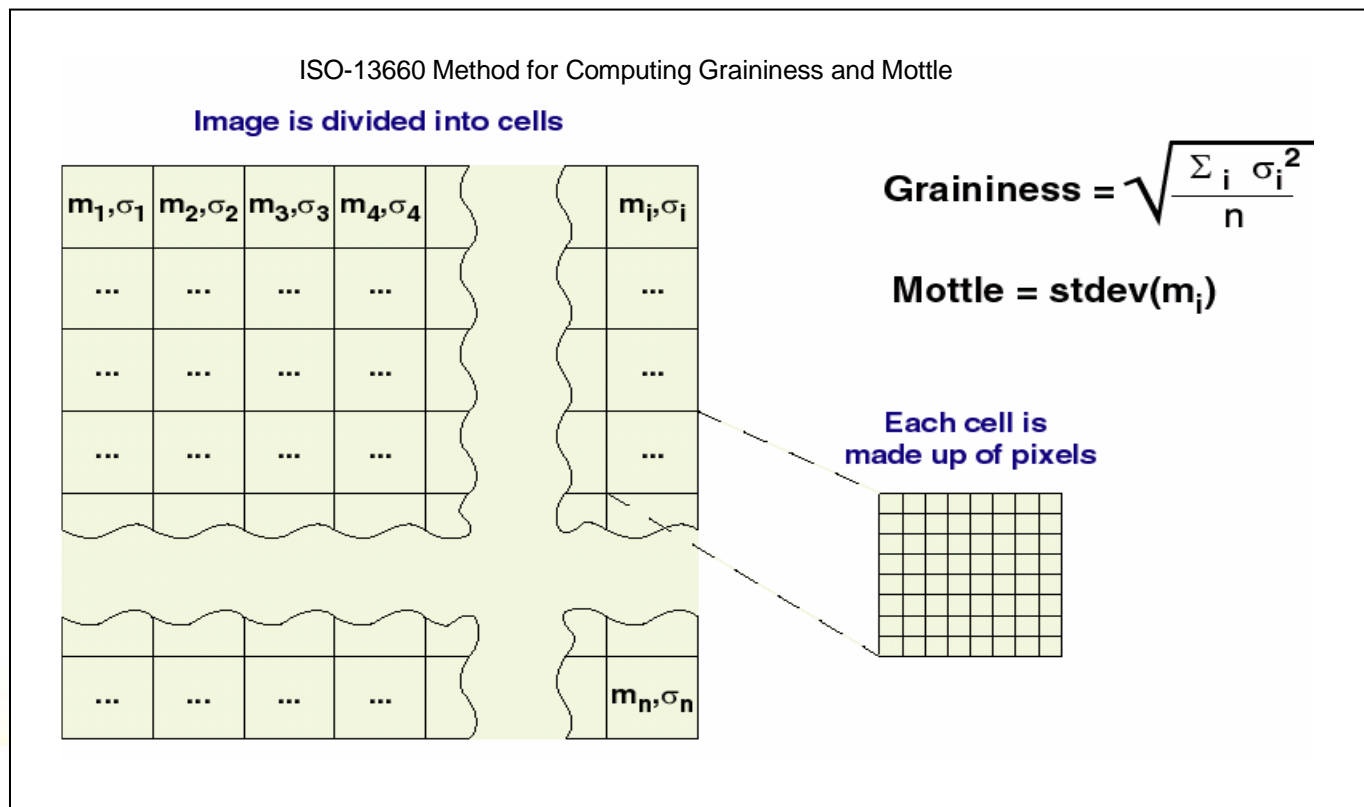 ISO-13660 Method for Computing Graininess and Mottle
Image is divided into cells
m₁,σ₁ m₂,σ₂ m₃,σ₃ m₄,σ₄ mᵢ,σᵢ
... ... ... ... ...
... ... ... ... ...
... ... ... ... ...
... ... ... ... mₙ,σₙ
Graininess = √(Σ ᵢ σᵢ² / n)
Mottle = stdev(mᵢ)
Each cell is
made up of pixels